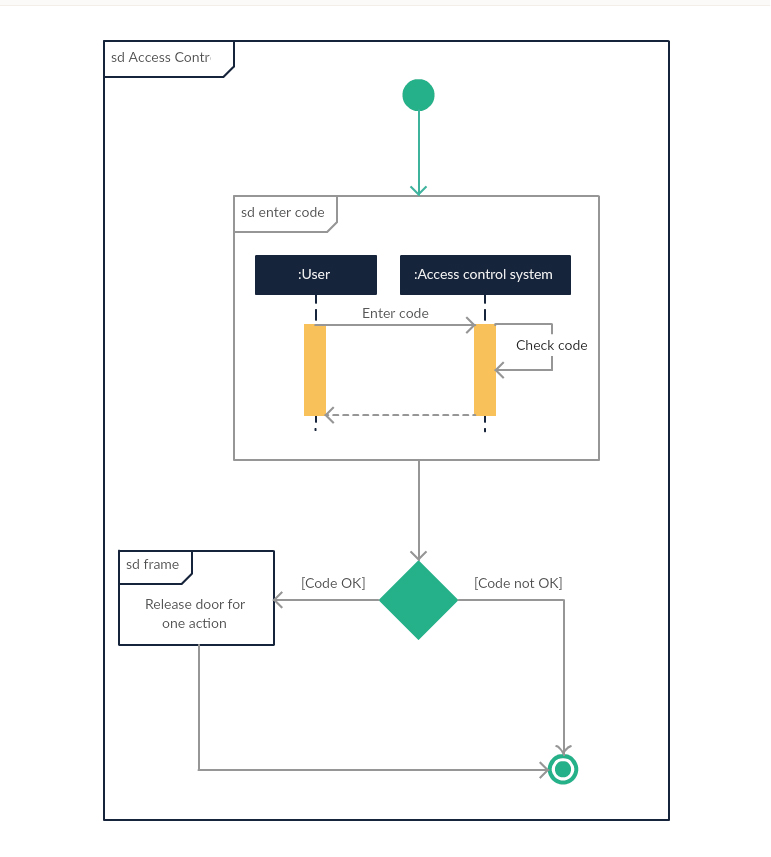 sd Access Contr
sd enter code
:User
:Access control system
Enter code
Check code
sd frame
[Code OK]
[Code not OK]
Release door for
one action